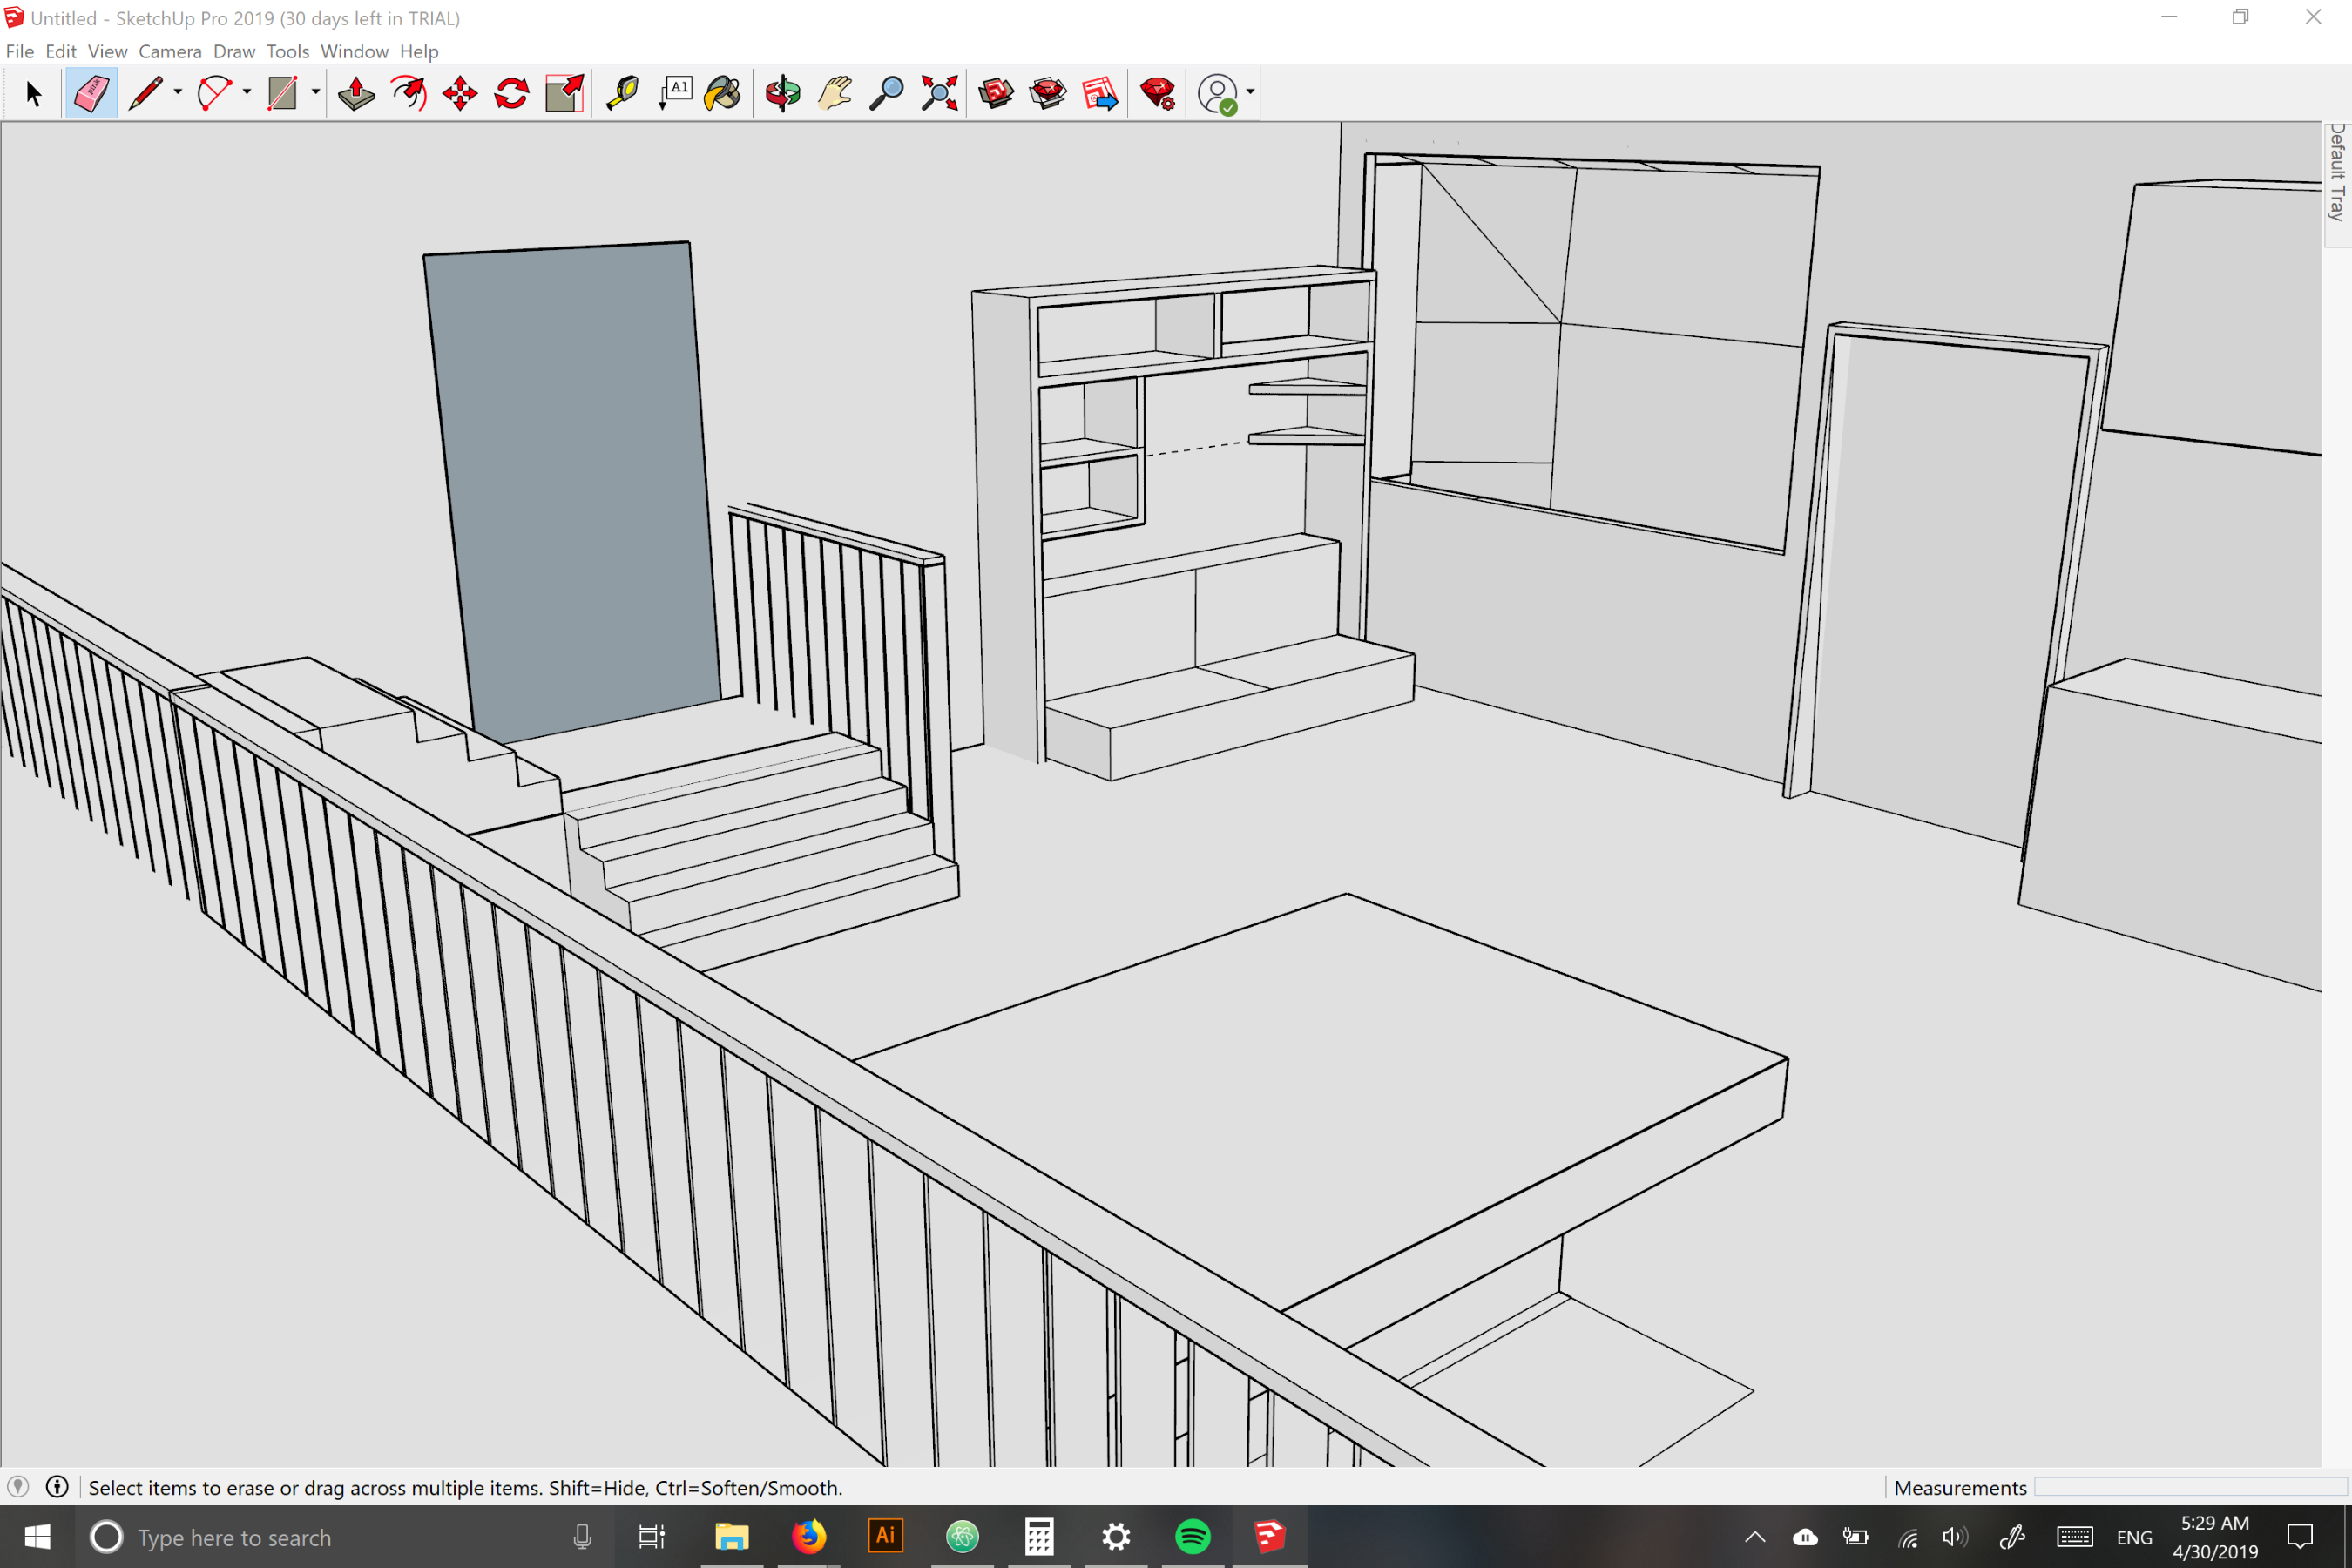 Untitled - SketchUp Pro 2019 (30 days left in TRIAL)
File Edit View Camera Draw Tools Window Help
A1
Default Tray
Select items to erase or drag across multiple items. Shift=Hide, Ctrl=Soften/Smooth.
Measurements
Type here to search
Ai
ENG
5:29 AM
4/30/2019